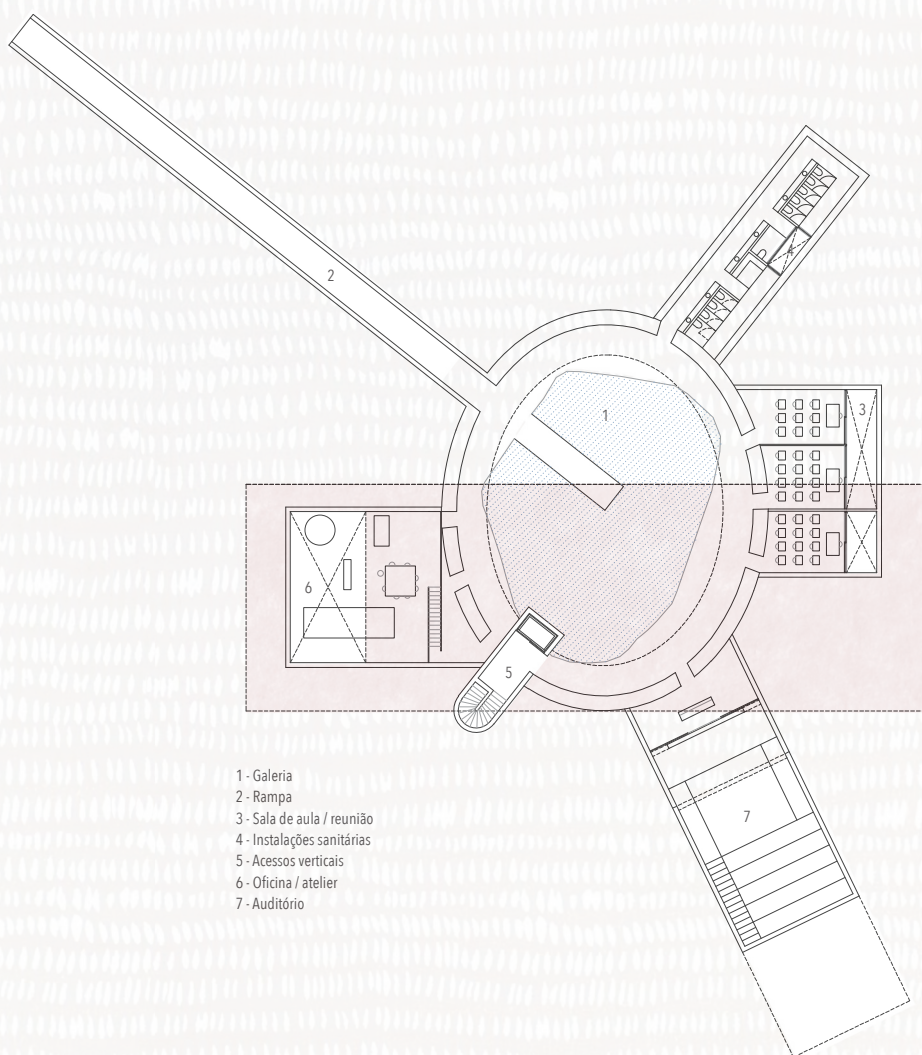 2
4
1
3
6
5
7
1 - Galeria
2 - Rampa
3 - Sala de aula / reunião
4 - Instalações sanitárias
5 - Acessos verticais
6 - Oficina / atelier
7 - Auditório